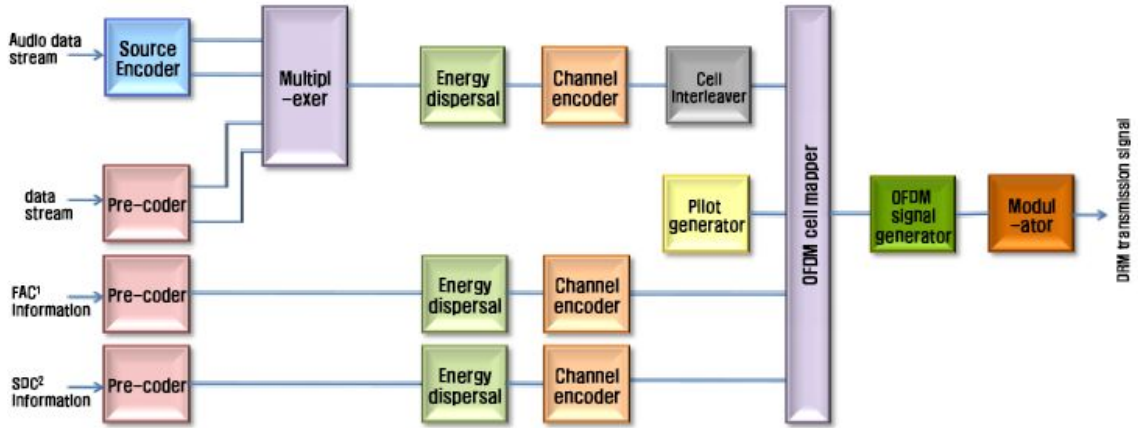 Audio data
stream
Source
Encoder
Multipl
-exer
Energy
dispersal
Channel
encoder
Cell
Interleaver
data
stream
Pre-coder
Pilot
generator
OFDM cell mapper
OFDM
signal
generator
Modul
-ator
DRM transmission signal
FAC¹
Information
Pre-coder
Energy
dispersal
Channel
encoder
SDC²
Information
Pre-coder
Energy
dispersal
Channel
encoder